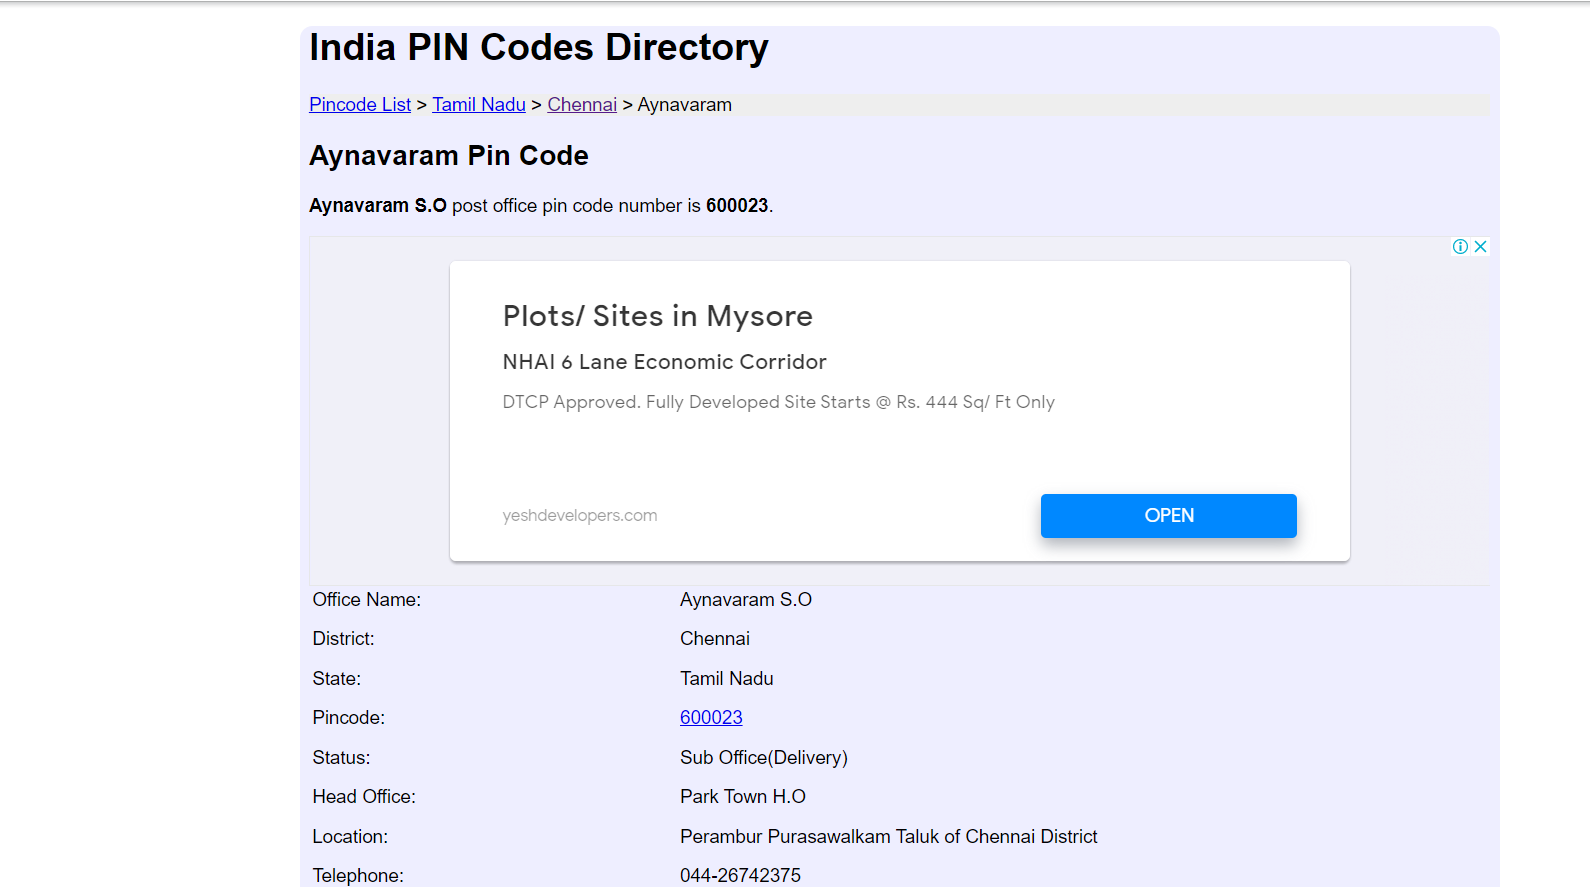 India PIN Codes Directory
Pincode List > Tamil Nadu > Chennai > Aynavaram
Aynavaram Pin Code
Aynavaram S.O post office pin code number is 600023.
Plots/ Sites in Mysore
NHAI 6 Lane Economic Corridor
DTCP Approved. Fully Developed Site Starts @ Rs. 444 Sq/ Ft Only
yeshdevelopers.com OPEN
Office Name: Aynavaram S.O
District: Chennai
State: Tamil Nadu
Pincode: 600023
Status: Sub Office(Delivery)
Head Office: Park Town H.O
Location: Perambur Purasawalkam Taluk of Chennai District
Telephone: 044-26742375